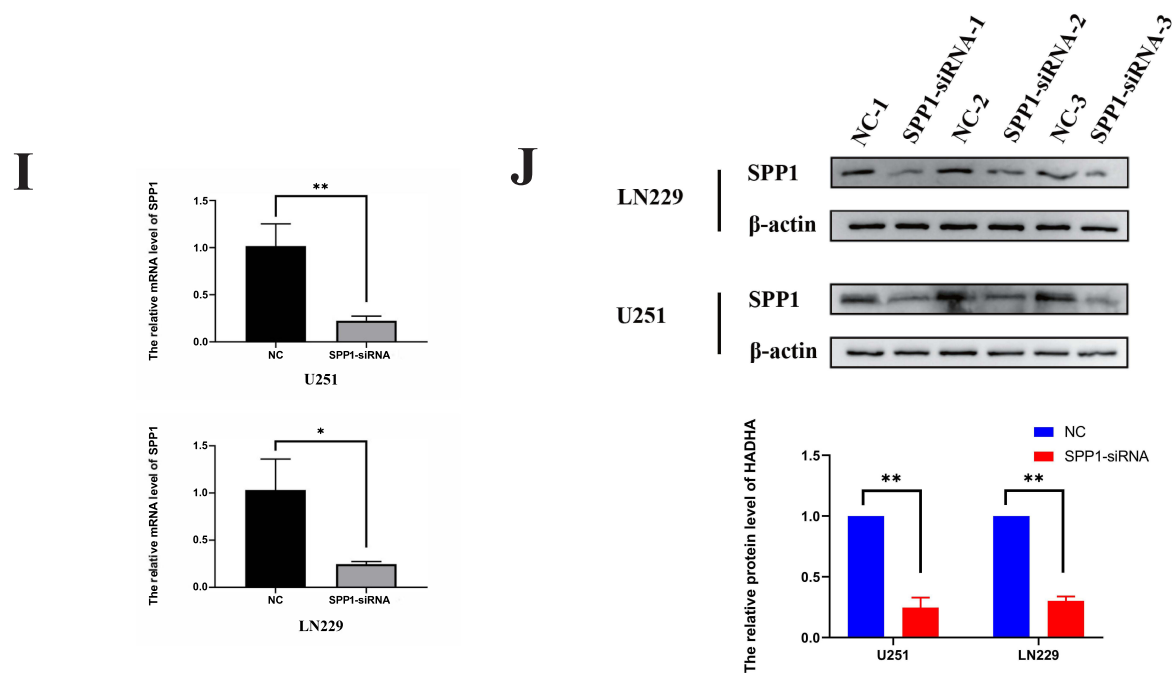 I
The relative mRNA level of SPP1
1.5
**
1.0
0.5
0.0
NC
SPP1-siRNA
U251
The relative mRNA level of SPP1
1.5
*
1.0
0.5
0.0
NC
SPP1-siRNA
LN229
J
NC-1
SPP1-siRNA-1
NC-2
SPP1-siRNA-2
NC-3
SPP1-siRNA-3
LN229
SPP1
β-actin
U251
SPP1
β-actin
NC
SPP1-siRNA
The relative protein level of HADHA
1.5
**
**
1.0
0.5
0.0
U251
LN229